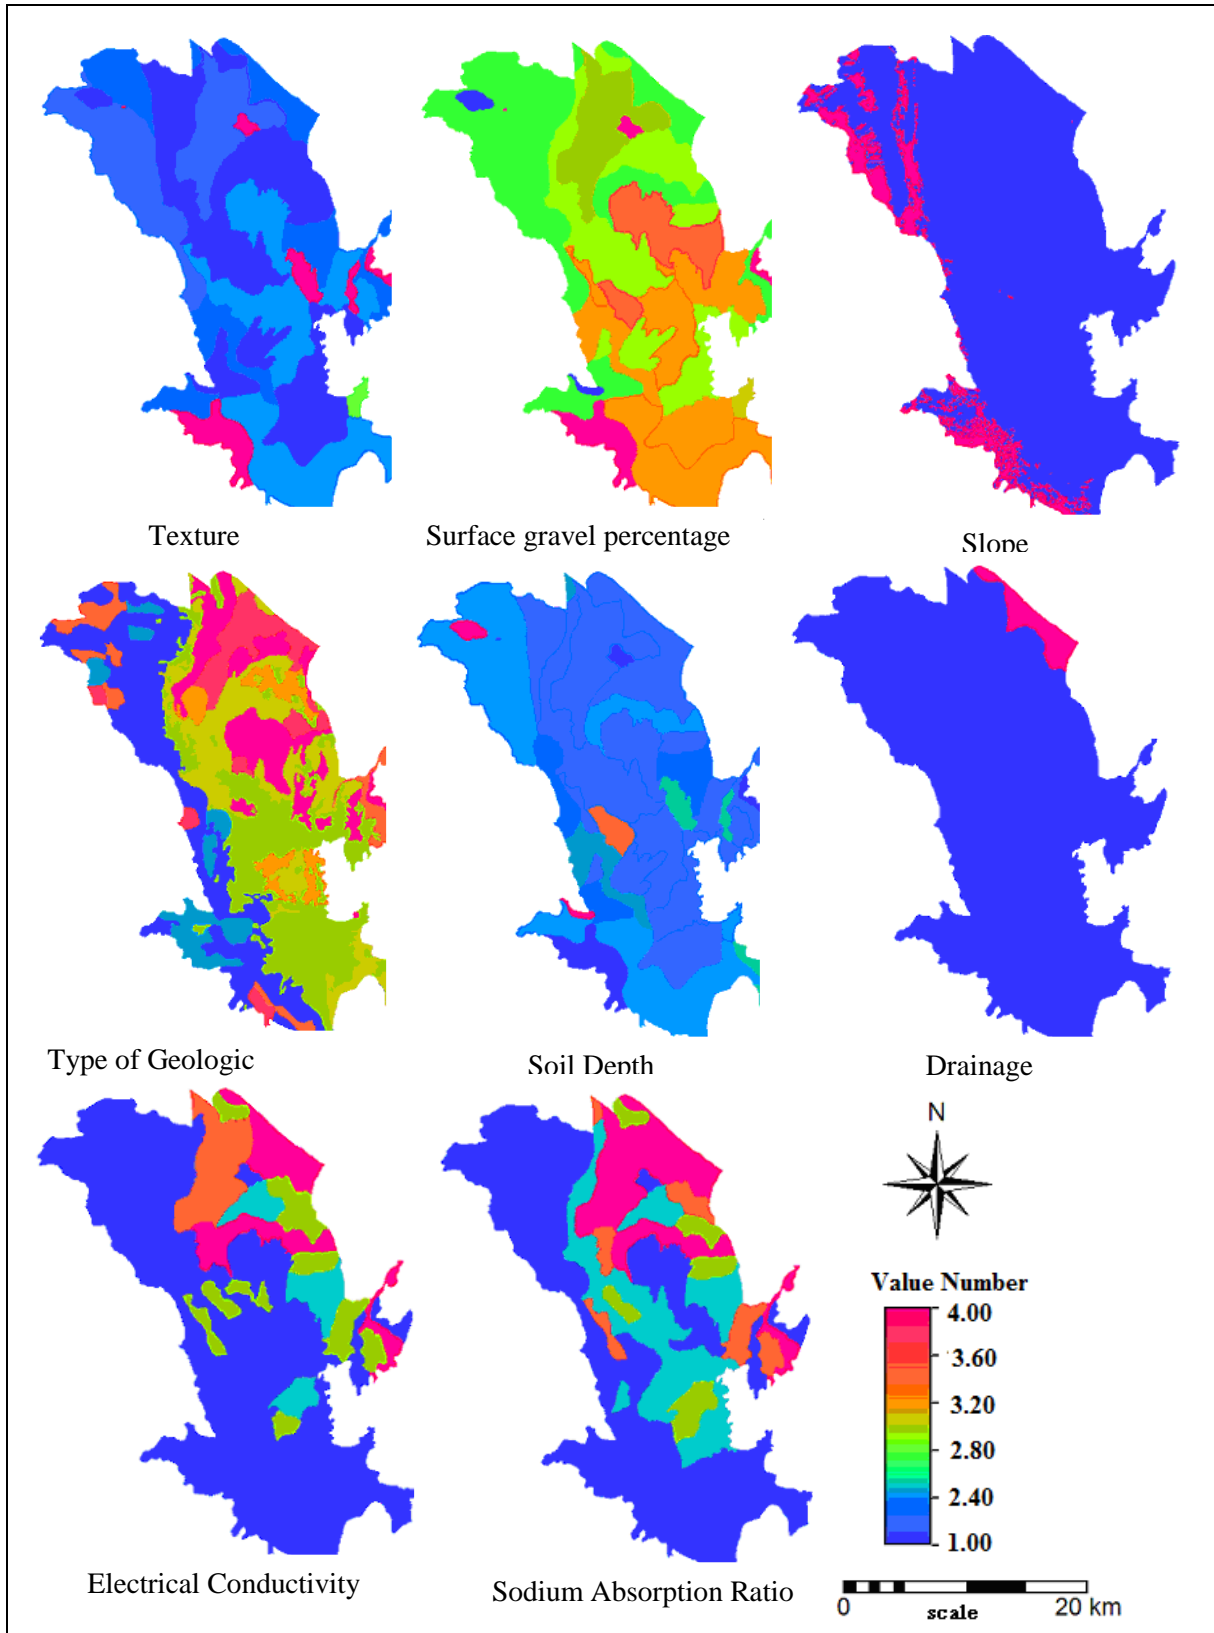 Texture
Surface gravel percentage
Slope
Type of Geologic
Soil Depth
Drainage
N
Value Number
4.00
3.60
3.20
2.80
2.40
1.00
Electrical Conductivity
Sodium Absorption Ratio
0 scale 20 km